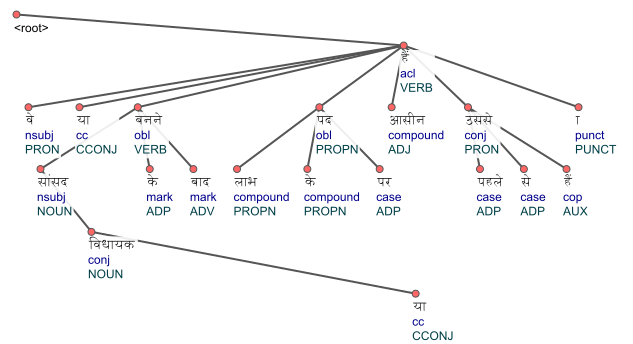 <root>
हैं
acl
VERB
वे या बनने पद आसीन उससे ।
nsubj cc obl obl compound conj punct
PRON CCONJ VERB PROPN ADJ PRON PUNCT
सांसद के बाद लाभ के पर पहले से हैं
nsubj mark mark compound compound case case case cop
NOUN ADP ADV PROPN PROPN ADP ADP ADP AUX
विधायक
conj
NOUN
या
cc
CCONJ